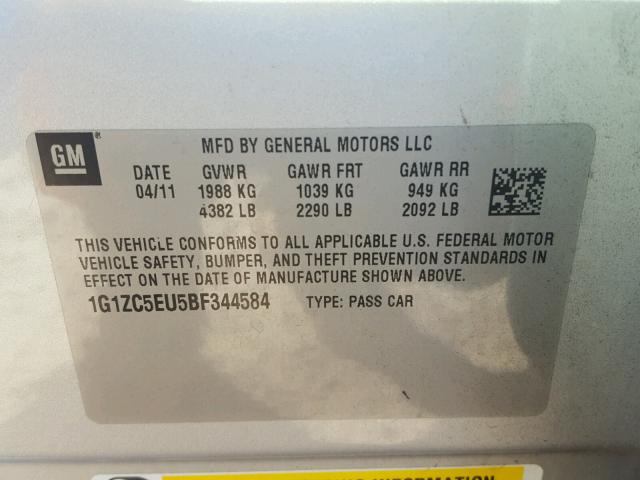 GM
MFD BY GENERAL MOTORS LLC
DATE GVWR GAWR FRT GAWR RR
04/11 1988 KG 1039 KG 949 KG
4382 LB 2290 LB 2092 LB
THIS VEHICLE CONFORMS TO ALL APPLICABLE U.S. FEDERAL MOTOR
VEHICLE SAFETY, BUMPER, AND THEFT PREVENTION STANDARDS IN
EFFECT ON THE DATE OF MANUFACTURE SHOWN ABOVE.
1G1ZC5EU5BF344584 TYPE: PASS CAR
INFORMATION